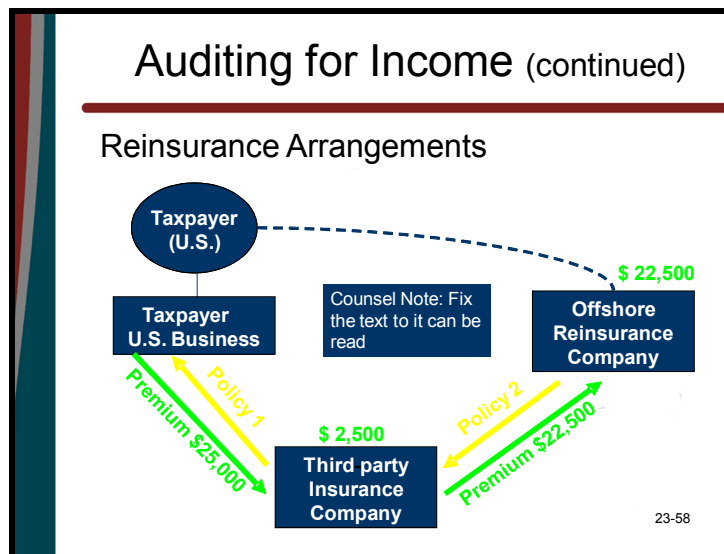 Auditing for Income (continued)
Reinsurance Arrangements
Taxpayer
(U.S.)
$ 22,500
Taxpayer
U.S. Business
Counsel Note: Fix
the text to it can be
read
Offshore
Reinsurance
Company
Policy 1
Premium $25,000
Policy 2
Premium $22,500
$ 2,500
Third party
Insurance
Company
23-58